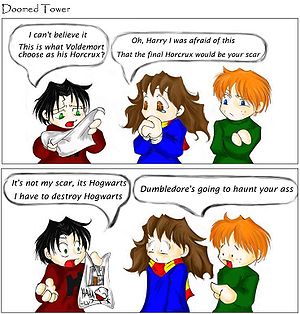 Doomed Tower
I can't believe it
This is what Voldemort
choose as his Horcrux?
Oh, Harry I was afraid of this
That the final Horcrux would be your scar
It's not my scar, its Hogwarts
I have to destroy Hogwarts
Dumbledore's going to haunt your ass